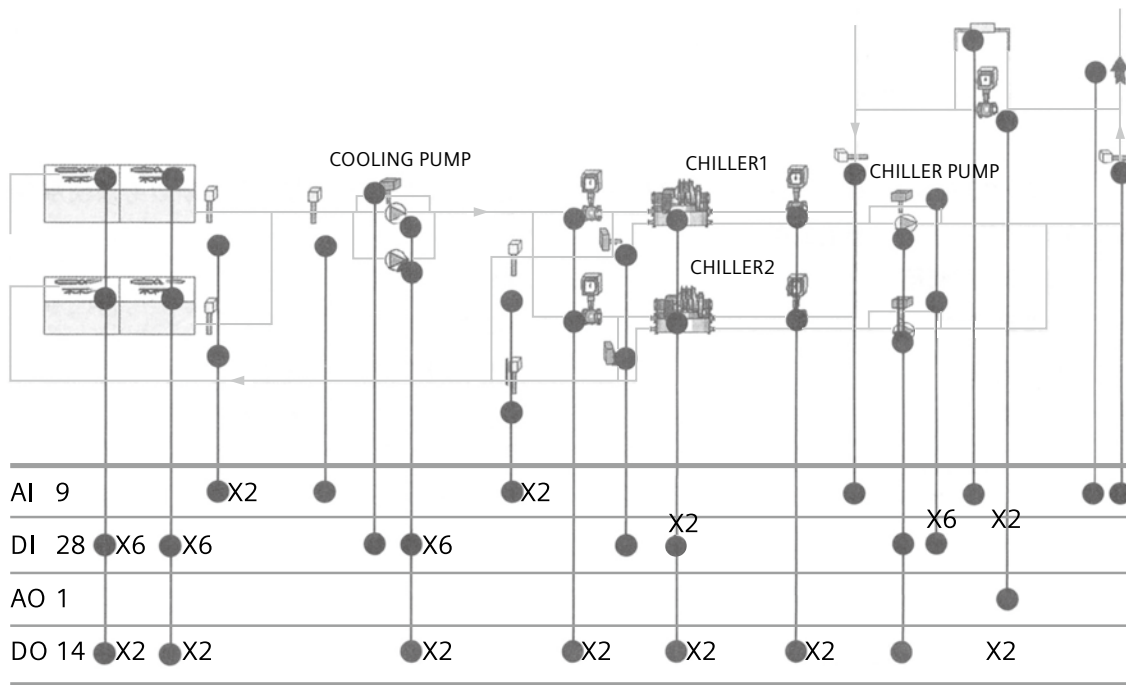 COOLING PUMP
CHILLER1
CHILLER PUMP
CHILLER2
AI 9 X2 X2
X2 X6 X2
DI 28 X6 X6 X6
AO 1
DO 14 X2 X2 X2 X2 X2 X2 X2